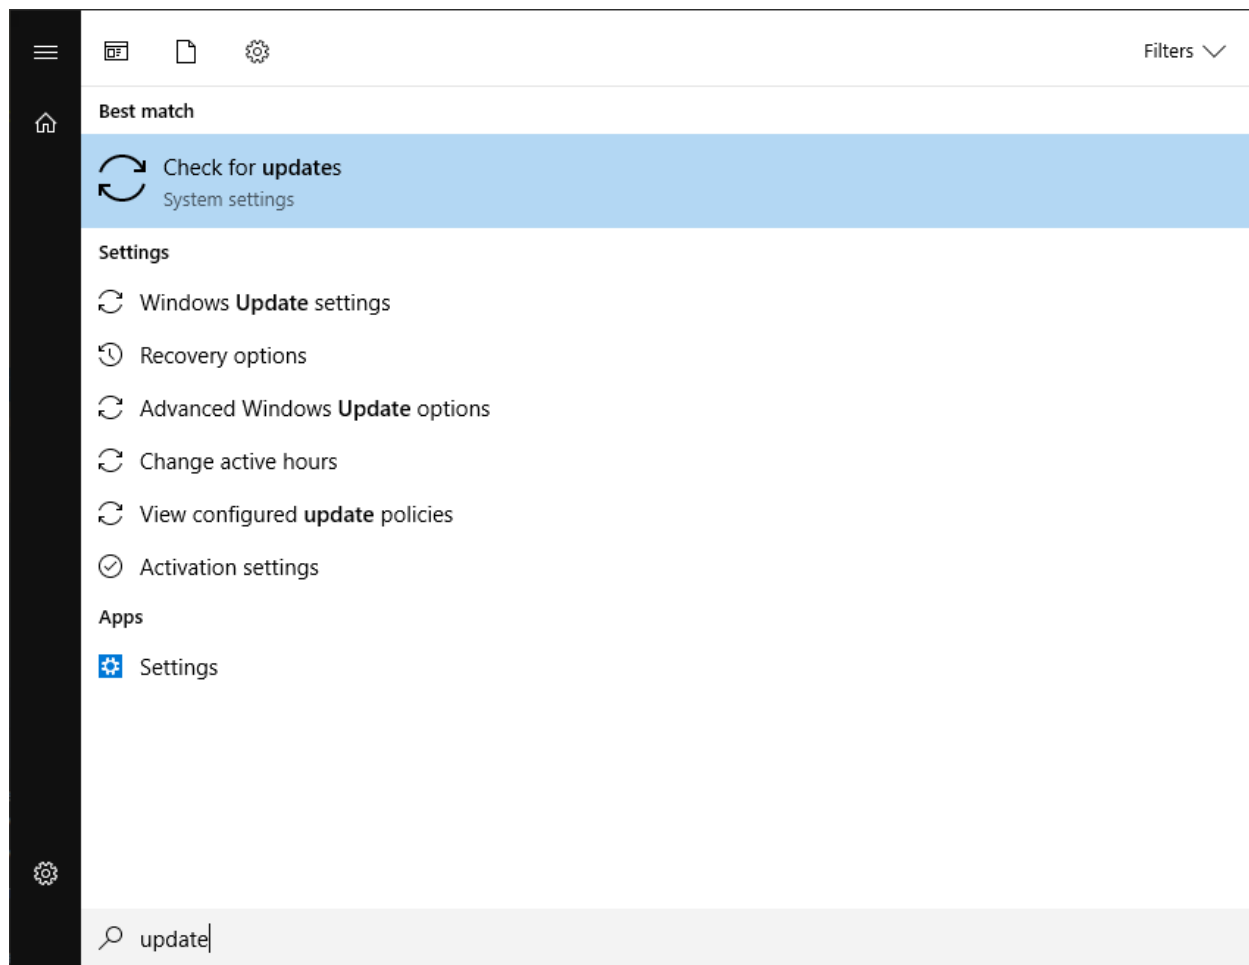 Filters
Best match
Check for updates
System settings
Settings
Windows Update settings
Recovery options
Advanced Windows Update options
Change active hours
View configured update policies
Activation settings
Apps
Settings
update